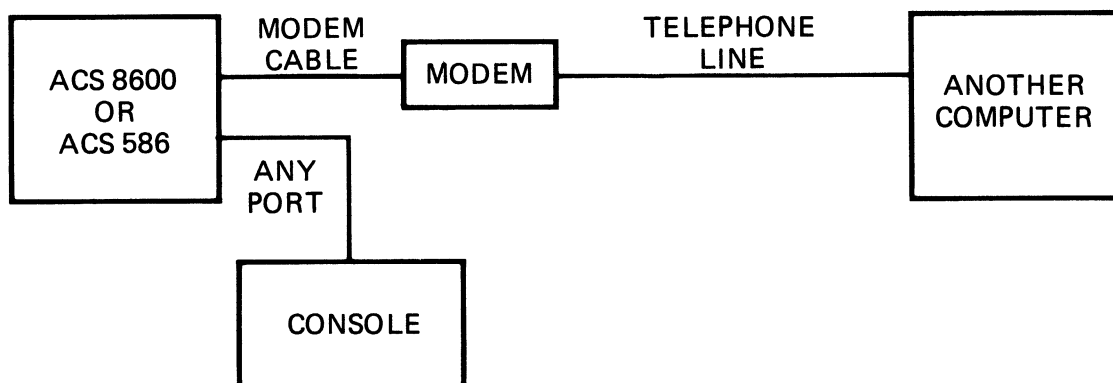 ACS 8600
OR
ACS 586
MODEM
CABLE
MODEM
TELEPHONE
LINE
ANOTHER
COMPUTER
ANY
PORT
CONSOLE